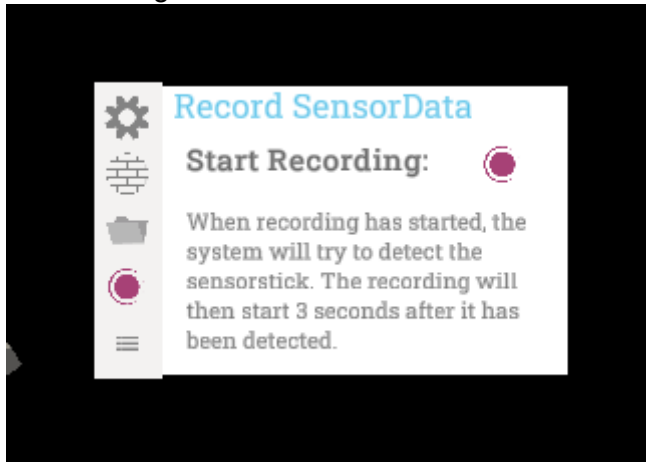 Record SensorData
Start Recording:
When recording has started, the
system will try to detect the
sensorstick. The recording will
then start 3 seconds after it has
been detected.